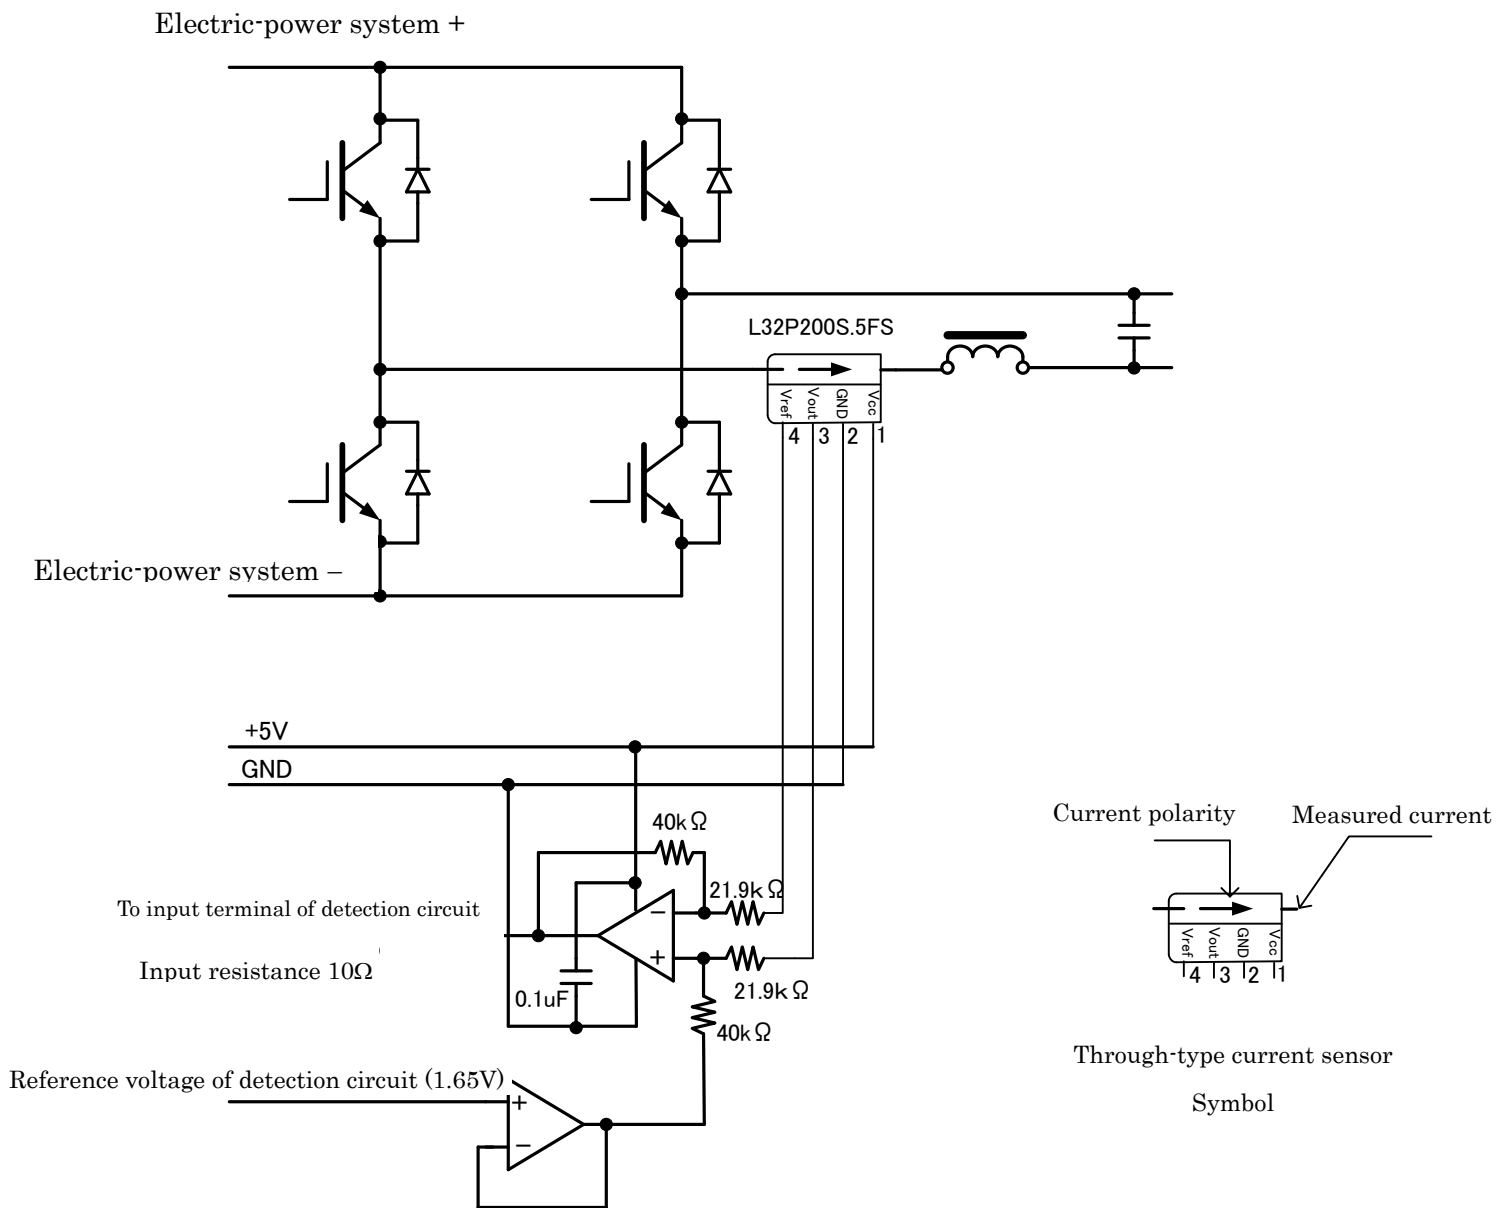 Electric-power system +
L32P200S.5FS
Vref
Vout
GND
Vcc
4 3 2 1
Electric-power system –
+5V
GND
40kΩ
21.9kΩ
−
+
21.9kΩ
0.1uF
40kΩ
To input terminal of detection circuit
Input resistance 10Ω
Reference voltage of detection circuit (1.65V)
+
−
Current polarity
Measured current
Vref
Vout
GND
Vcc
4 3 2 1
Through-type current sensor
Symbol